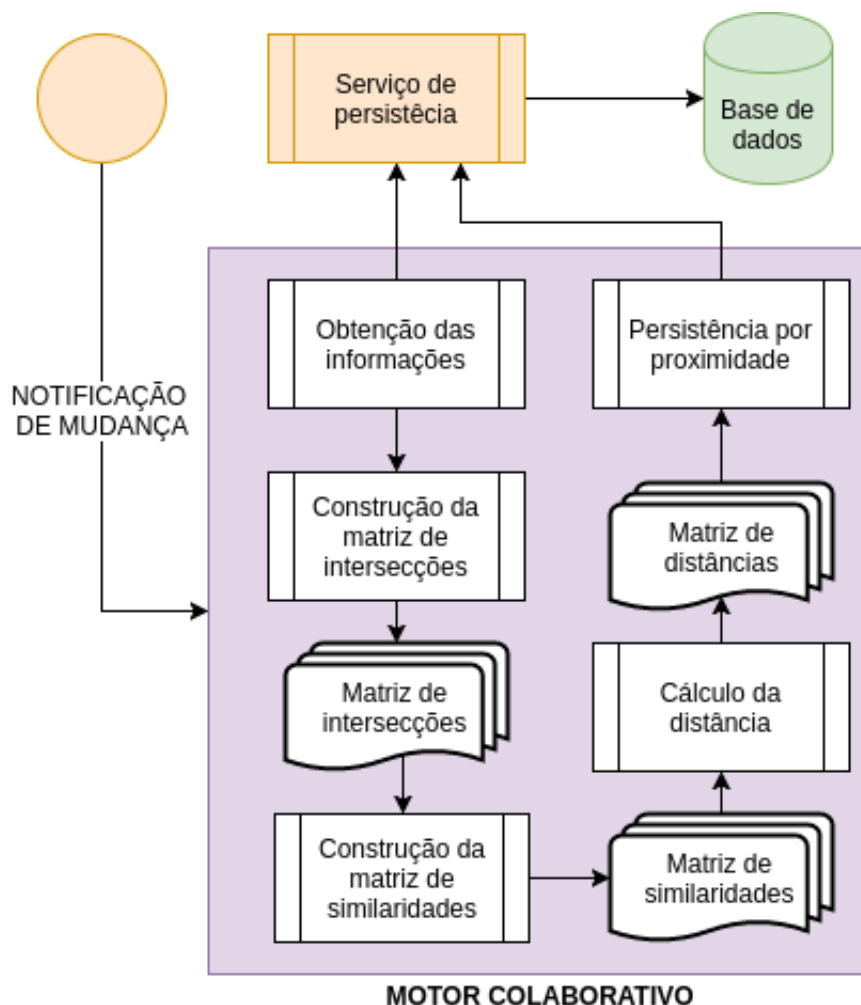 Serviço de
persistêcia
Base de
dados
Obtenção das
informações
Persistência por
proximidade
NOTIFICAÇÃO
DE MUDANÇA
Construção da
matriz de
intersecções
Matriz de
distâncias
Matriz de
intersecções
Cálculo da
distância
Construção da
matriz de
similaridades
Matriz de
similaridades
MOTOR COLABORATIVO